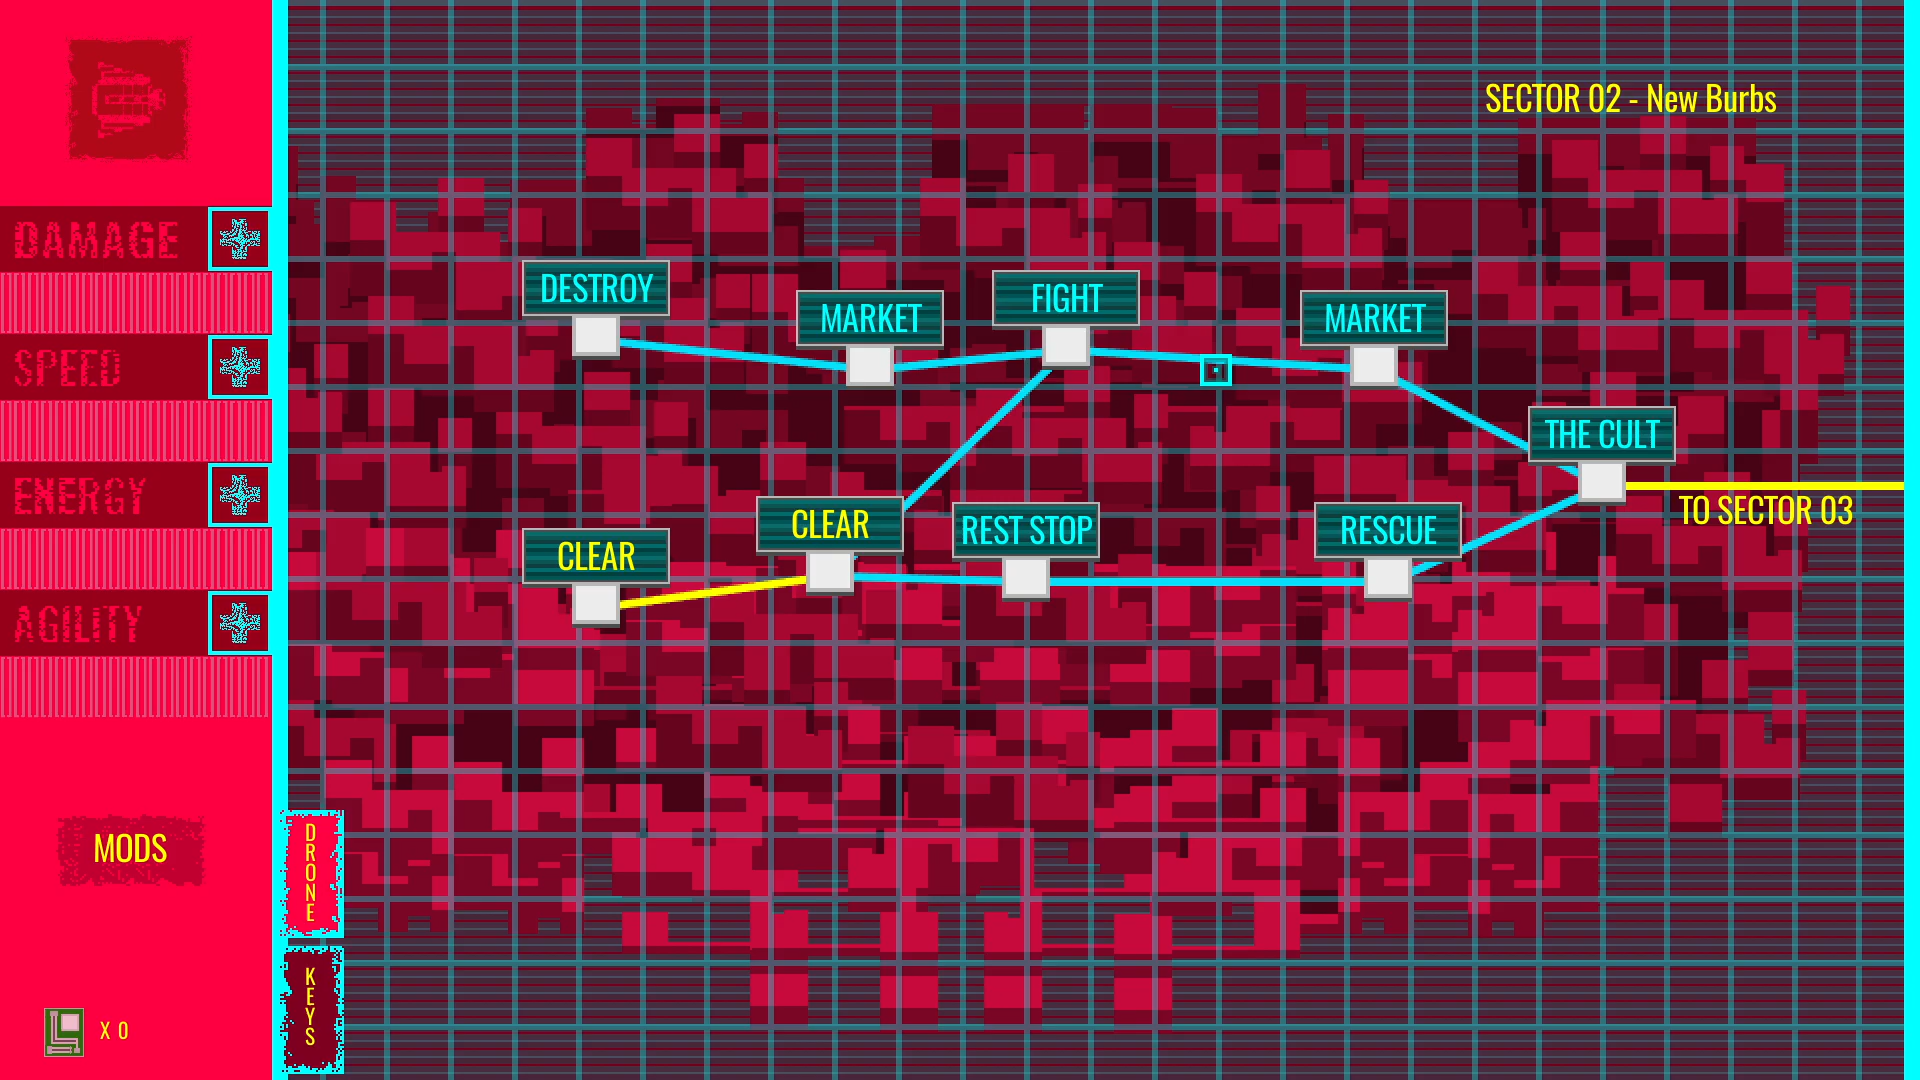 SECTOR 02 - New Burbs
DAMAGE
SPEED
ENERGY
AGILITY
DESTROY
MARKET
FIGHT
MARKET
THE CULT
TO SECTOR 03
CLEAR
CLEAR
REST STOP
RESCUE
MODS
DRONE
KEYS
X 0